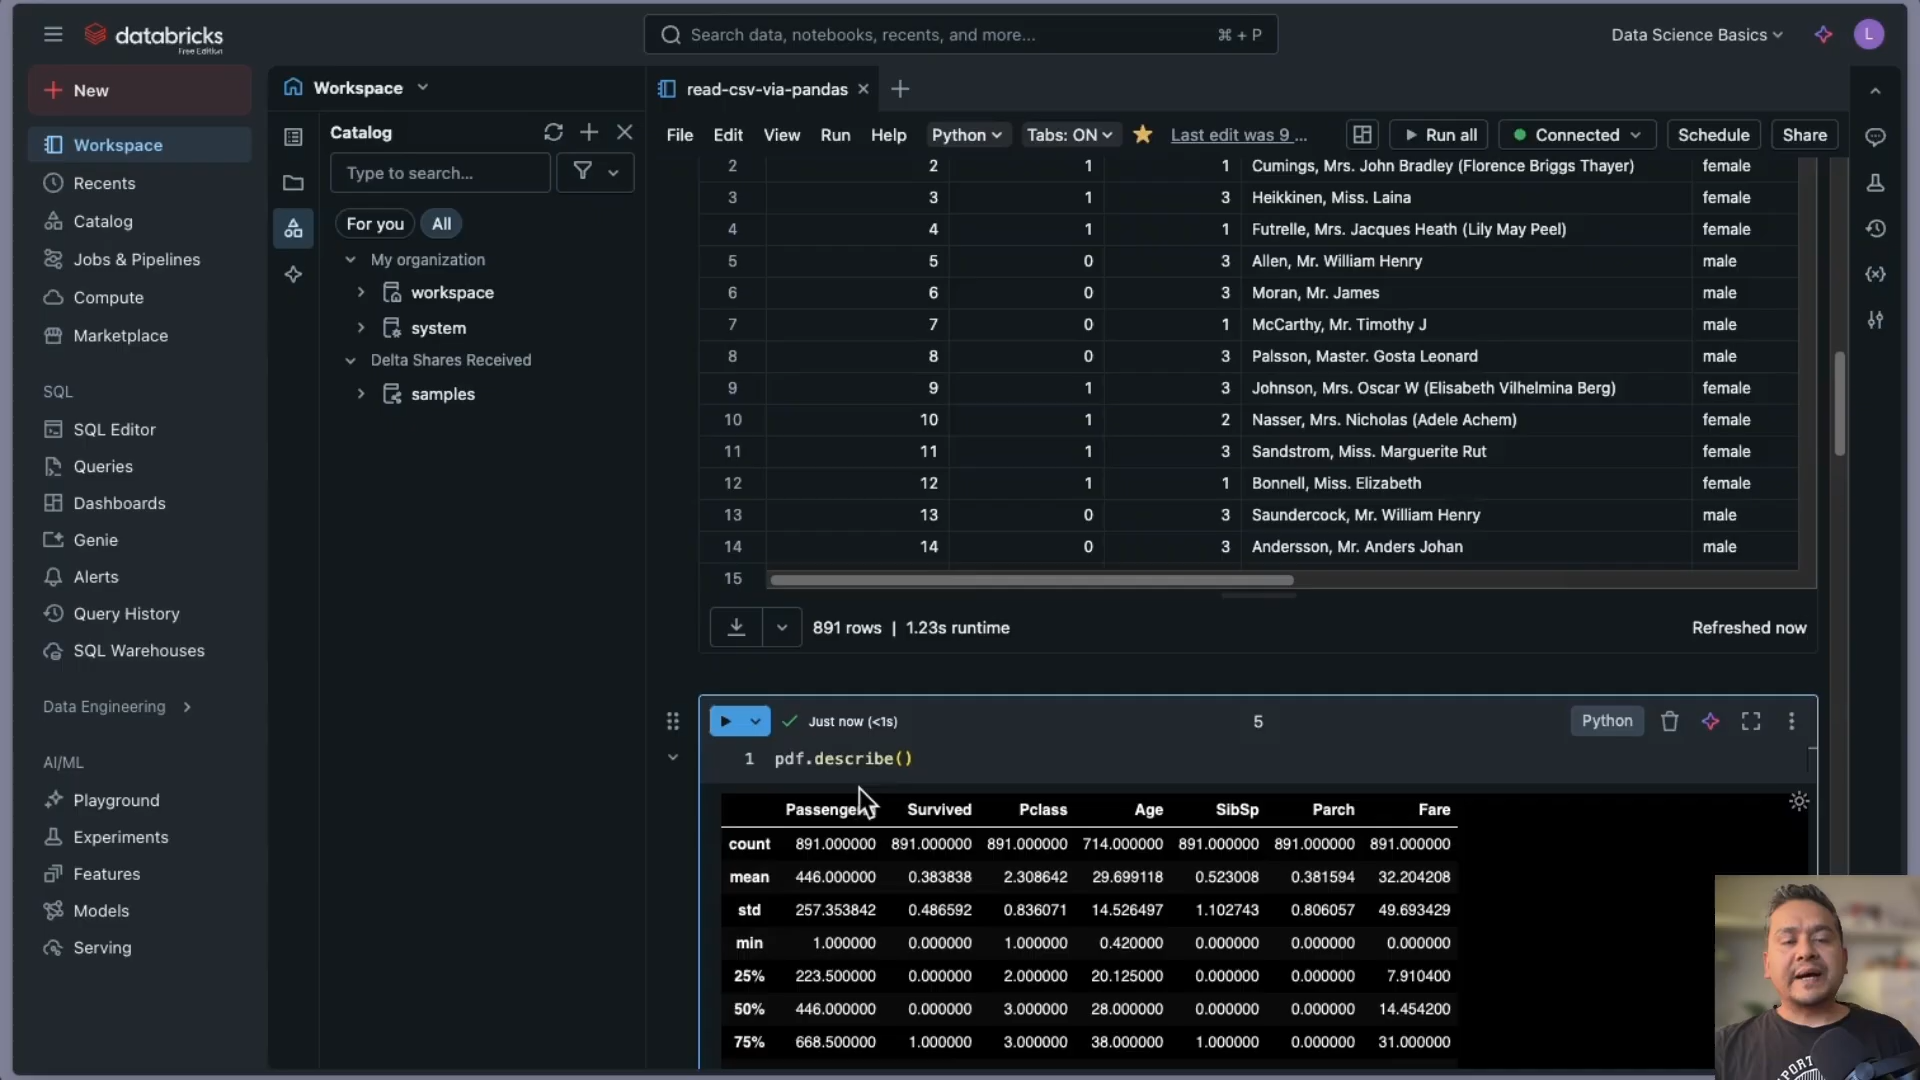 databricks
Free Edition
Search data, notebooks, recents, and more...
⌘ + P
Data Science Basics
L
New
Workspace
Recents
Catalog
Jobs & Pipelines
Compute
Marketplace
SQL
SQL Editor
Queries
Dashboards
Genie
Alerts
Query History
SQL Warehouses
Data Engineering
AI/ML
Playground
Experiments
Features
Models
Serving
Workspace
Catalog
Type to search...
For you All
My organization
workspace
system
Delta Shares Received
samples
read-csv-via-pandas
File Edit View Run Help Python Tabs: ON Last edit was 9 ... Run all Connected Schedule Share
2 2 1 1 Cumings, Mrs. John Bradley (Florence Briggs Thayer) female
3 3 1 3 Heikkinen, Miss. Laina female
4 4 1 1 Futrelle, Mrs. Jacques Heath (Lily May Peel) female
5 5 0 3 Allen, Mr. William Henry male
6 6 0 3 Moran, Mr. James male
7 7 0 1 McCarthy, Mr. Timothy J male
8 8 0 3 Palsson, Master. Gosta Leonard male
9 9 1 3 Johnson, Mrs. Oscar W (Elisabeth Vilhelmina Berg) female
10 10 1 2 Nasser, Mrs. Nicholas (Adele Achem) female
11 11 1 3 Sandstrom, Miss. Marguerite Rut female
12 12 1 1 Bonnell, Miss. Elizabeth female
13 13 0 3 Saundercock, Mr. William Henry male
14 14 0 3 Andersson, Mr. Anders Johan male
15
891 rows | 1.23s runtime
Refreshed now
Just now (<1s)
5
Python
1 pdf.describe()
Survived Pclass Age SibSp Parch Fare
count 891.000000 891.000000 891.000000 714.000000 891.000000 891.000000 891.000000
mean 446.000000 0.383838 2.308642 29.699118 0.523008 0.381594 32.204208
std 257.353842 0.486592 0.836071 14.526497 1.102743 0.806057 49.693429
min 1.000000 0.000000 1.000000 0.420000 0.000000 0.000000 0.000000
25% 223.500000 0.000000 2.000000 20.125000 0.000000 0.000000 7.910400
50% 446.000000 0.000000 3.000000 28.000000 0.000000 0.000000 14.454200
75% 668.500000 1.000000 3.000000 38.000000 1.000000 0.000000 31.000000